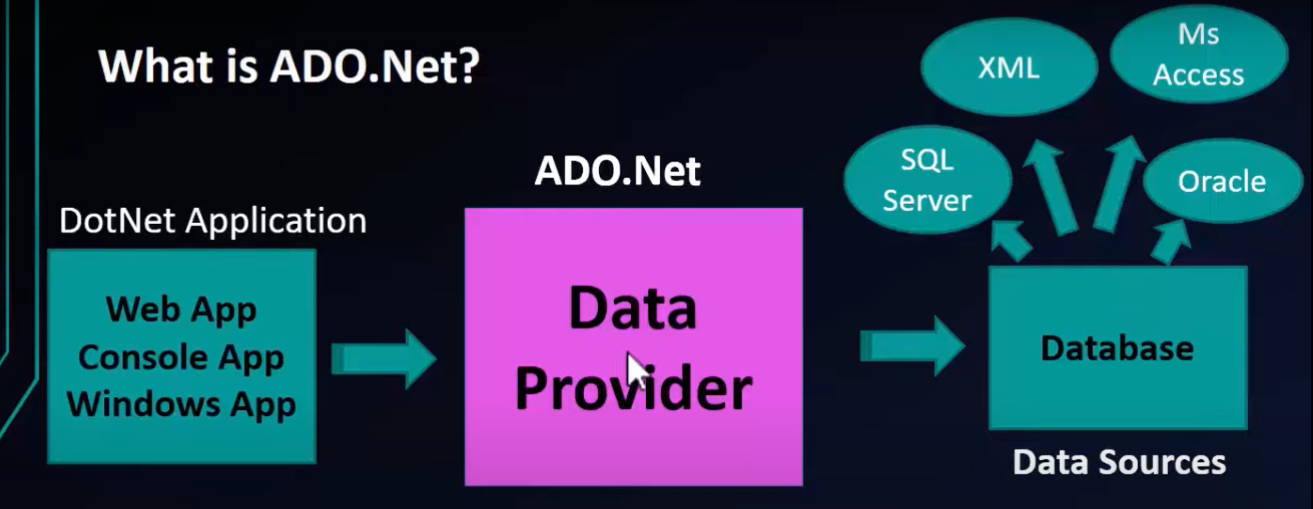 What is ADO.Net?
DotNet Application
Web App
Console App
Windows App
ADO.Net
Data
Provider
XML
Ms
Access
SQL
Server
Oracle
Database
Data Sources